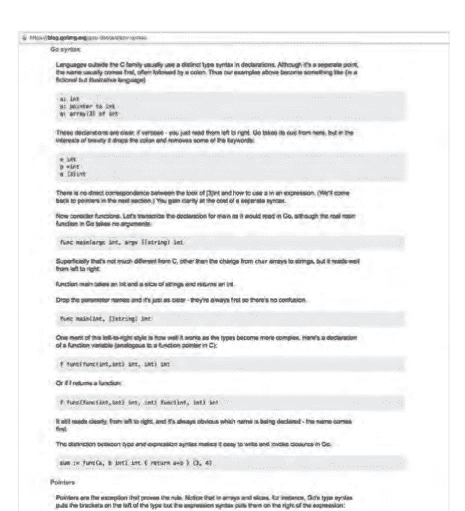 https://blog.golang.org/gos-declaration-syntax
Go syntax
Languages outside the C family usually use a distinct type syntax in declarations. Although it's a separate point,
the name usually comes first, often followed by a colon. Thus our examples above become something like (in a
fictional but illustrative language)
x: int
p: pointer to int
a: array[3] of int
These declarations are clear, if verbose - you just read them left to right. Go takes its cue from here, but in the
interests of brevity it drops the colon and removes some of the keywords:
x int
p *int
a [3]int
There is no direct correspondence between the look of [3]int and how to use a in an expression. (We'll come
back to pointers in the next section.) You gain clarity at the cost of a separate syntax.
Now consider functions. Let's transcribe the declaration for main as it would read in Go, although the real main
function in Go takes no arguments:
func main(argc int, argv []string) int
Superficially that's not much different from C, other than the change from char arrays to strings, but it reads well
from left to right:
function main takes an int and a slice of strings and returns an int.
Drop the parameter names and it's just as clear - they're always first so there's no confusion.
func main(int, []string) int
One merit of this left-to-right style is how well it works as the types become more complex. Here's a declaration
of a function variable (analogous to a function pointer in C):
f func(func(int,int) int, int) int
Or if f returns a function:
f func(func(int,int) int, int) func(int, int) int
It still reads clearly, from left to right, and it's always obvious which name is being declared - the name comes
first.
The distinction between type and expression syntax makes it easy to write and invoke closures in Go:
sum := func(a, b int) int { return a+b } (3, 4)
Pointers
Pointers are the exception that proves the rule. Notice that in arrays and slices, for instance, Go's type syntax
puts the brackets on the left of the type but the expression syntax puts them on the right of the expression: